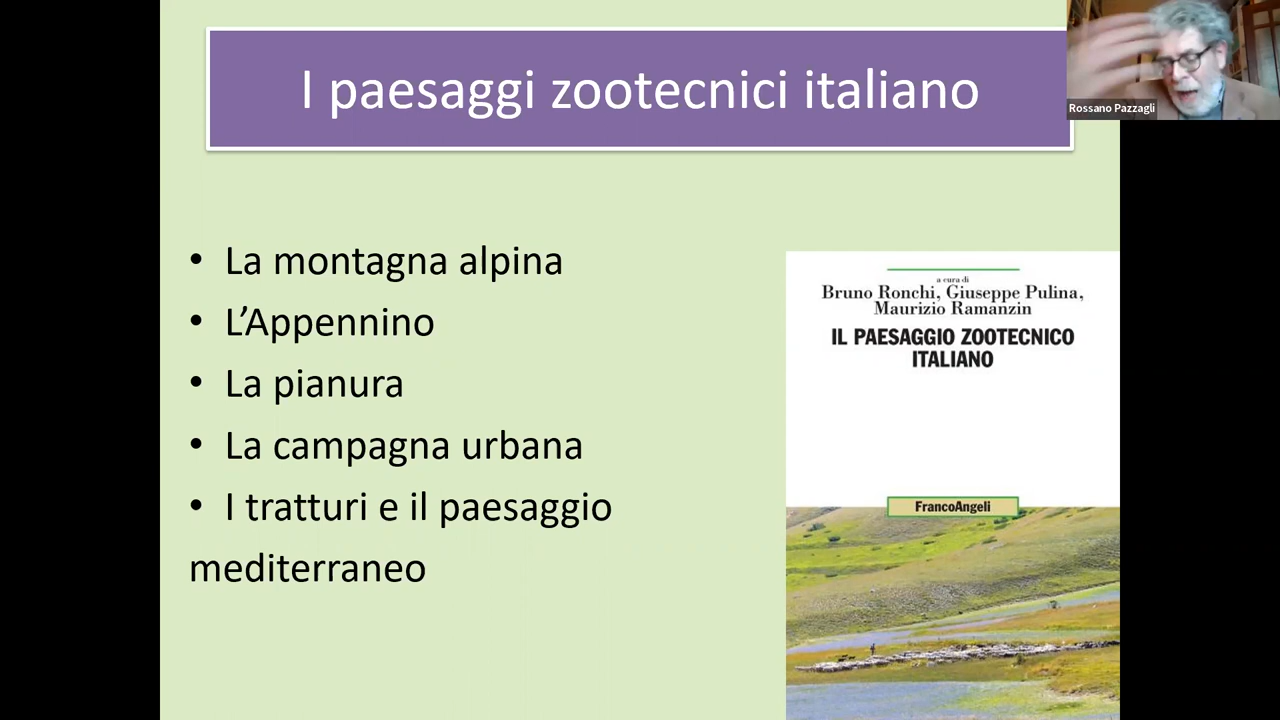 I paesaggi zootecnici italiano
Rossano Pazzagli
• La montagna alpina
• L’Appennino
• La pianura
• La campagna urbana
• I tratturi e il paesaggio
mediterraneo
a cura di
Bruno Ronchi, Giuseppe Pulina,
Maurizio Ramanzin
IL PAESAGGIO ZOOTECNICO
ITALIANO
FrancoAngeli